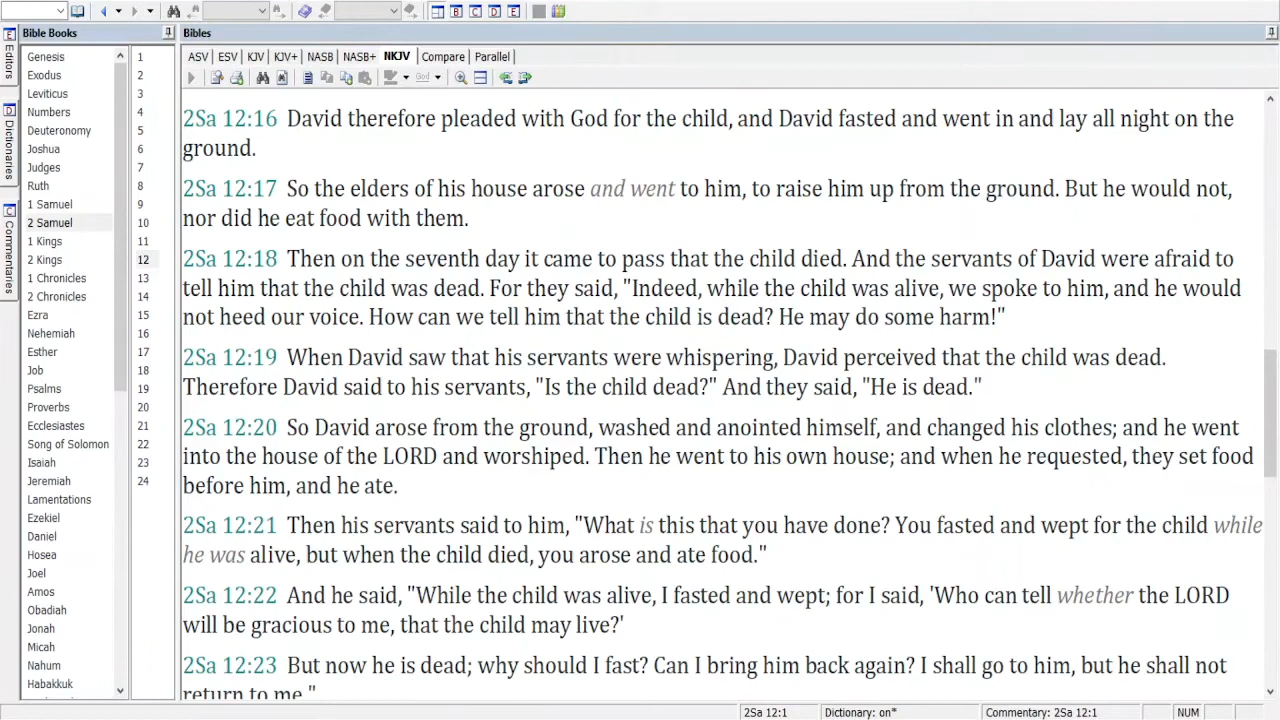 Bible Books
Bibles
Editors
Dictionaries
Commentaries
Genesis
Exodus
Leviticus
Numbers
Deuteronomy
Joshua
Judges
Ruth
1 Samuel
2 Samuel
1 Kings
2 Kings
1 Chronicles
2 Chronicles
Ezra
Nehemiah
Esther
Job
Psalms
Proverbs
Ecclesiastes
Song of Solomon
Isaiah
Jeremiah
Lamentations
Ezekiel
Daniel
Hosea
Joel
Amos
Obadiah
Jonah
Micah
Nahum
Habakkuk
1
2
3
4
5
6
7
8
9
10
11
12
13
14
15
16
17
18
19
20
21
22
23
24
ASV ESV KJV KJV+ NASB NASB+ NKJV Compare Parallel
God
2Sa 12:16 David therefore pleaded with God for the child, and David fasted and went in and lay all night on the
ground.
2Sa 12:17 So the elders of his house arose and went to him, to raise him up from the ground. But he would not,
nor did he eat food with them.
2Sa 12:18 Then on the seventh day it came to pass that the child died. And the servants of David were afraid to
tell him that the child was dead. For they said, "Indeed, while the child was alive, we spoke to him, and he would
not heed our voice. How can we tell him that the child is dead? He may do some harm!"
2Sa 12:19 When David saw that his servants were whispering, David perceived that the child was dead.
Therefore David said to his servants, "Is the child dead?" And they said, "He is dead."
2Sa 12:20 So David arose from the ground, washed and anointed himself, and changed his clothes; and he went
into the house of the LORD and worshiped. Then he went to his own house; and when he requested, they set food
before him, and he ate.
2Sa 12:21 Then his servants said to him, "What is this that you have done? You fasted and wept for the child while
he was alive, but when the child died, you arose and ate food."
2Sa 12:22 And he said, "While the child was alive, I fasted and wept; for I said, 'Who can tell whether the LORD
will be gracious to me, that the child may live?'
2Sa 12:23 But now he is dead; why should I fast? Can I bring him back again? I shall go to him, but he shall not
return to me."
2Sa 12:1 Dictionary: on* Commentary: 2Sa 12:1 NUM